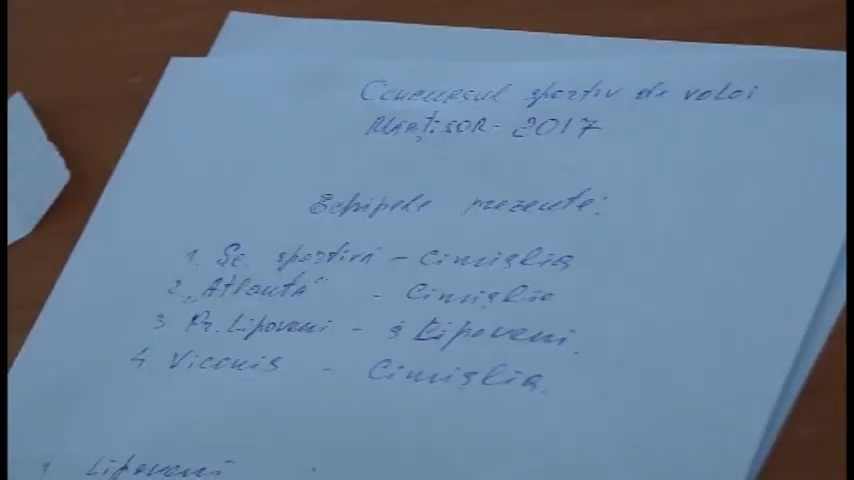 Concursul sportiv de volei
MĂRȚIȘOR - 2017
Echipele prezente:
1. Șc. sportivă - Cimișlia
2 „Atlanta" - Cimișlia
3 Pr. Lipoveni - s Lipoveni.
4 Viconis - Cimișlia.
1 Lipoveni